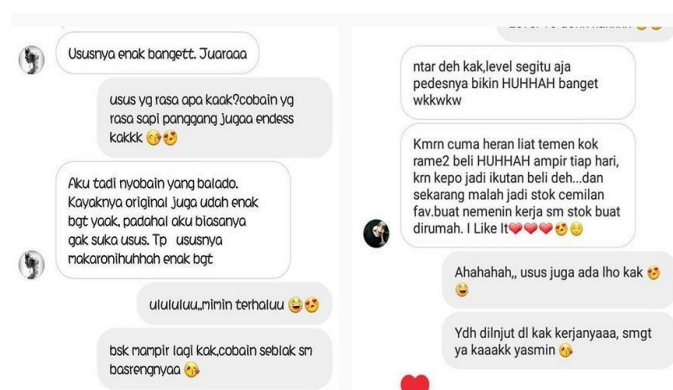 Ususnya enak bangett. Juaraaa
usus yg rasa apa kaak?cobain yg
rasa sapi panggang jugaa endess
kakkk 😘😍
Aku tadi nyobain yang balado.
Kayaknya original juga udah enak
bgt yaak, padahal aku biasanya
gak suka usus. Tp ususnya
makaronihuhhah enak bgt
ulululuu,,mimin terhaluu 😂😍
bsk mampir lagi kak,cobain seblak sm
basrengnyaa 😘
ntar deh kak,level segitu aja
pedesnya bikin HUHHAH banget
wkkwkw
Kmrn cuma heran liat temen kok
rame2 beli HUHHAH ampir tiap hari,
krn kepo jadi ikutan beli deh...dan
sekarang malah jadi stok cemilan
fav.buat nemenin kerja sm stok buat
dirumah. I Like It❤❤❤😍☺
Ahahahah,, usus juga ada lho kak 😍
😂
Ydh dilnjut dl kak kerjanyaaa, smgt
ya kaaakk yasmin 😘